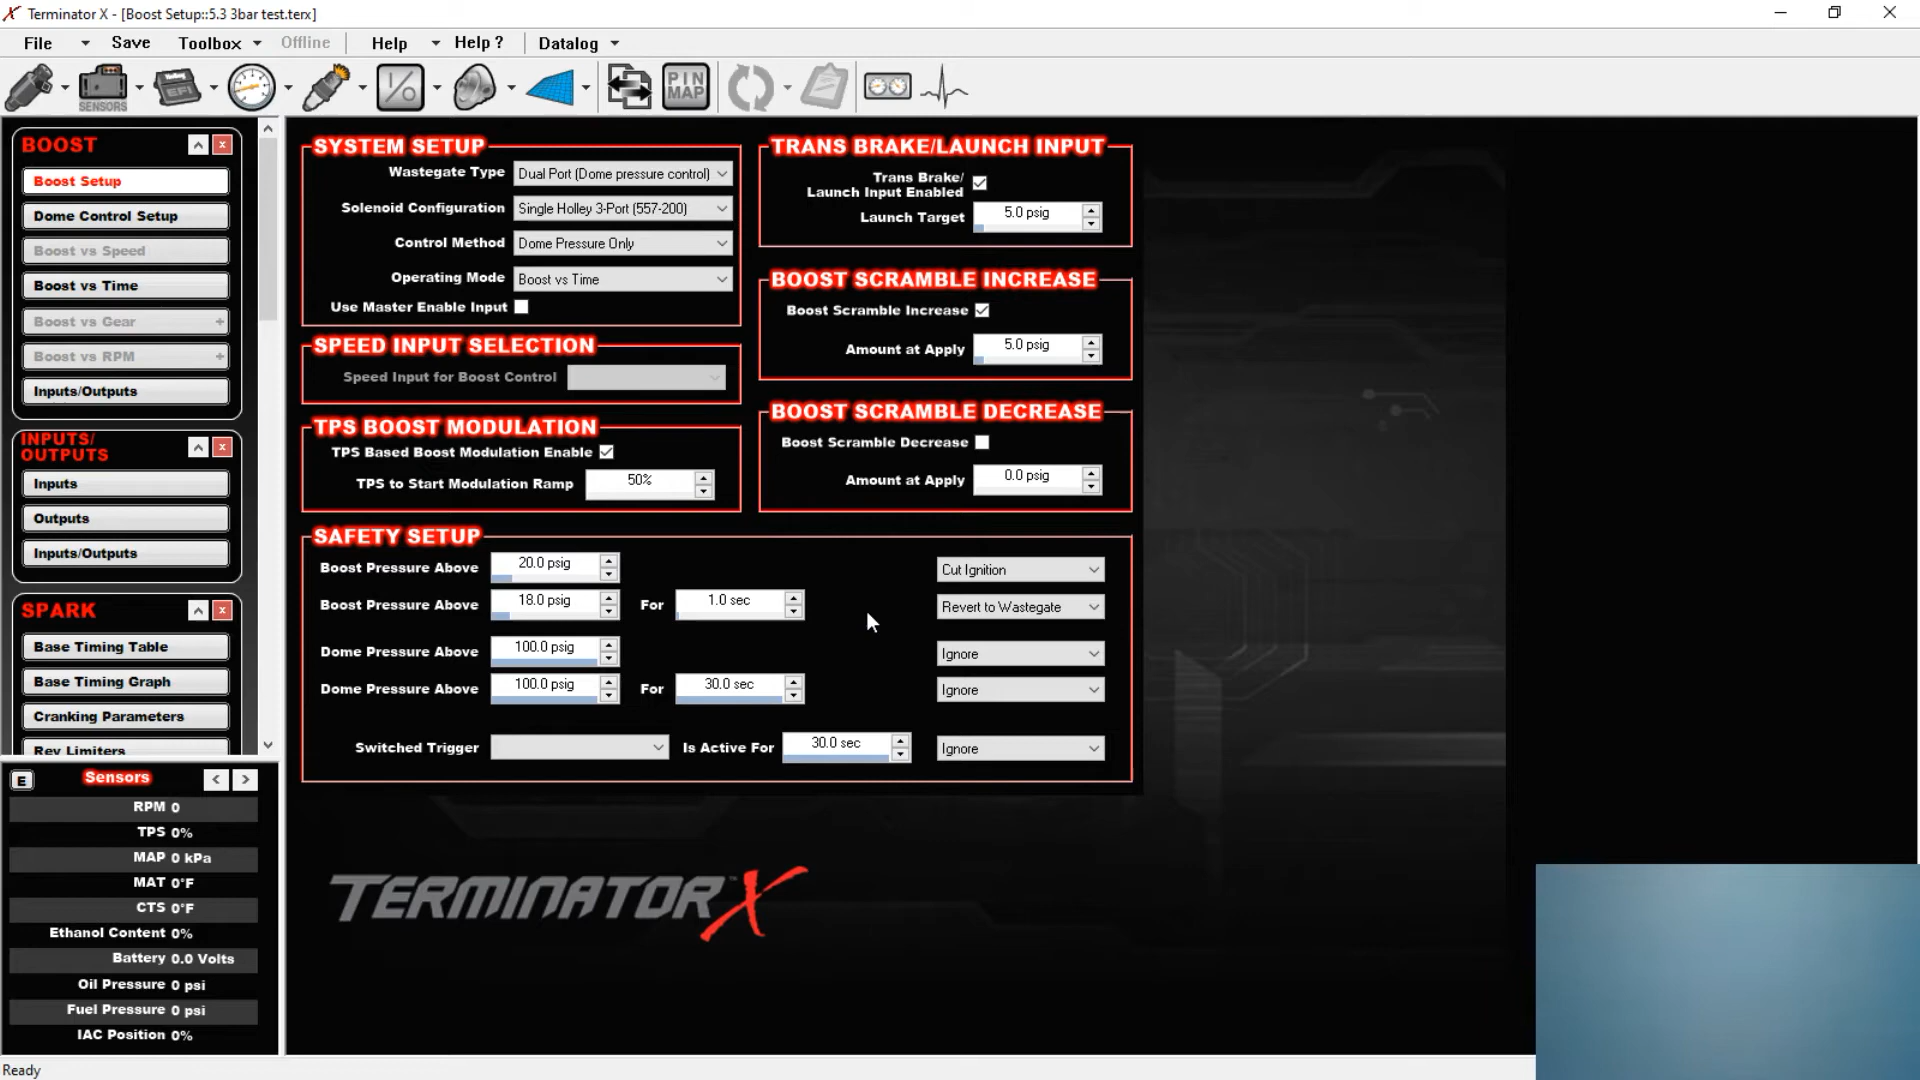 Terminator X - [Boost Setup::5.3 3bar test.terx]
File Save Toolbox Offline Help Help ? Datalog
SENSORS
Holley EFI
PIN MAP
BOOST
Boost Setup
Dome Control Setup
Boost vs Speed
Boost vs Time
Boost vs Gear +
Boost vs RPM +
Inputs/Outputs
INPUTS/
OUTPUTS
Inputs
Outputs
Inputs/Outputs
SPARK
Base Timing Table
Base Timing Graph
Cranking Parameters
Rev Limiters
E Sensors < >
RPM 0
TPS 0%
MAP 0 kPa
MAT 0°F
CTS 0°F
Ethanol Content 0%
Battery 0.0 Volts
Oil Pressure 0 psi
Fuel Pressure 0 psi
IAC Position 0%
SYSTEM SETUP
Wastegate Type Dual Port (Dome pressure control)
Solenoid Configuration Single Holley 3-Port (557-200)
Control Method Dome Pressure Only
Operating Mode Boost vs Time
Use Master Enable Input
SPEED INPUT SELECTION
Speed Input for Boost Control
TPS BOOST MODULATION
TPS Based Boost Modulation Enable
TPS to Start Modulation Ramp 50%
TRANS BRAKE/LAUNCH INPUT
Trans Brake/
Launch Input Enabled
Launch Target 5.0 psig
BOOST SCRAMBLE INCREASE
Boost Scramble Increase
Amount at Apply 5.0 psig
BOOST SCRAMBLE DECREASE
Boost Scramble Decrease
Amount at Apply 0.0 psig
SAFETY SETUP
Boost Pressure Above 20.0 psig Cut Ignition
Boost Pressure Above 18.0 psig For 1.0 sec Revert to Wastegate
Dome Pressure Above 100.0 psig Ignore
Dome Pressure Above 100.0 psig For 30.0 sec Ignore
Switched Trigger Is Active For 30.0 sec Ignore
TERMINATOR X ™
Ready